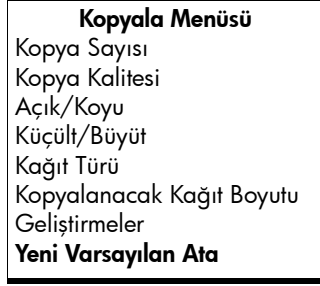 Kopyala Menüsü
Kopya Sayısı
Kopya Kalitesi
Açık/Koyu
Küçült/Büyüt
Kağıt Türü
Kopyalanacak Kağıt Boyutu
Geliştirmeler
Yeni Varsayılan Ata